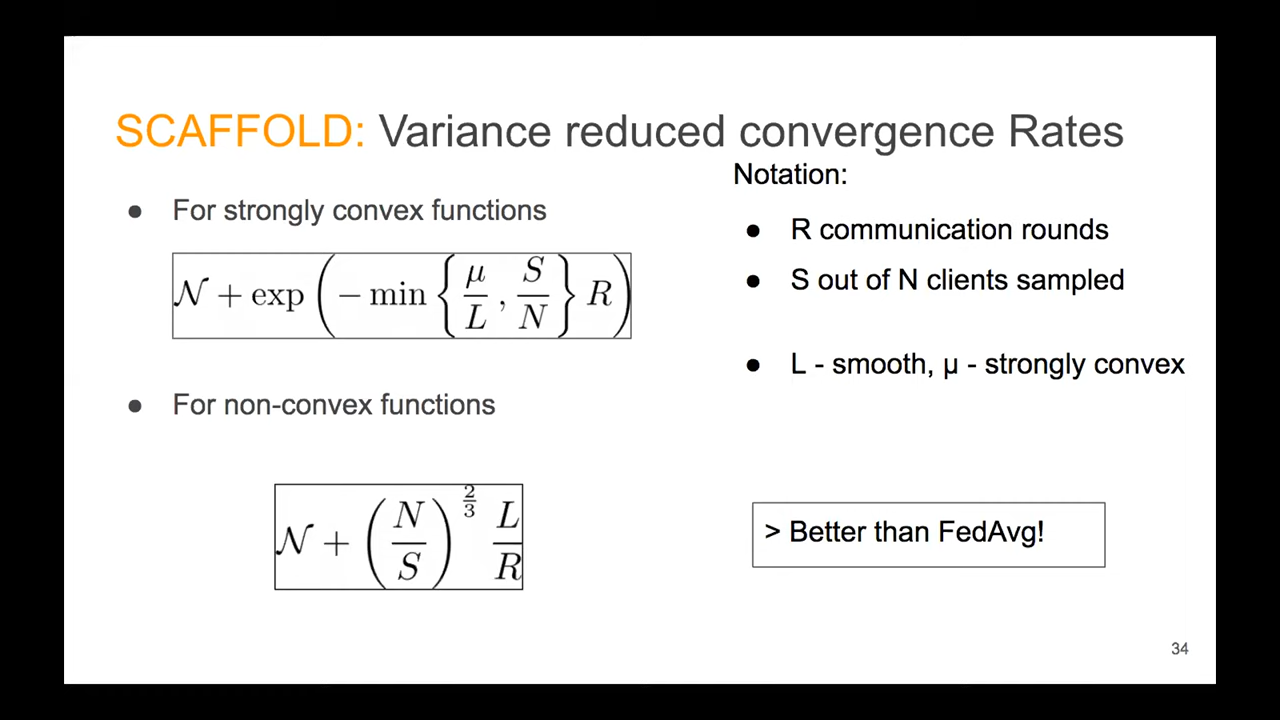 SCAFFOLD: Variance reduced convergence Rates
● For strongly convex functions
𝒩 + exp ( − min { μ/L , S/N } R )
● For non-convex functions
𝒩 + (N/S)^(2/3) L/R
Notation:
● R communication rounds
● S out of N clients sampled
● L - smooth, μ - strongly convex
> Better than FedAvg!
34